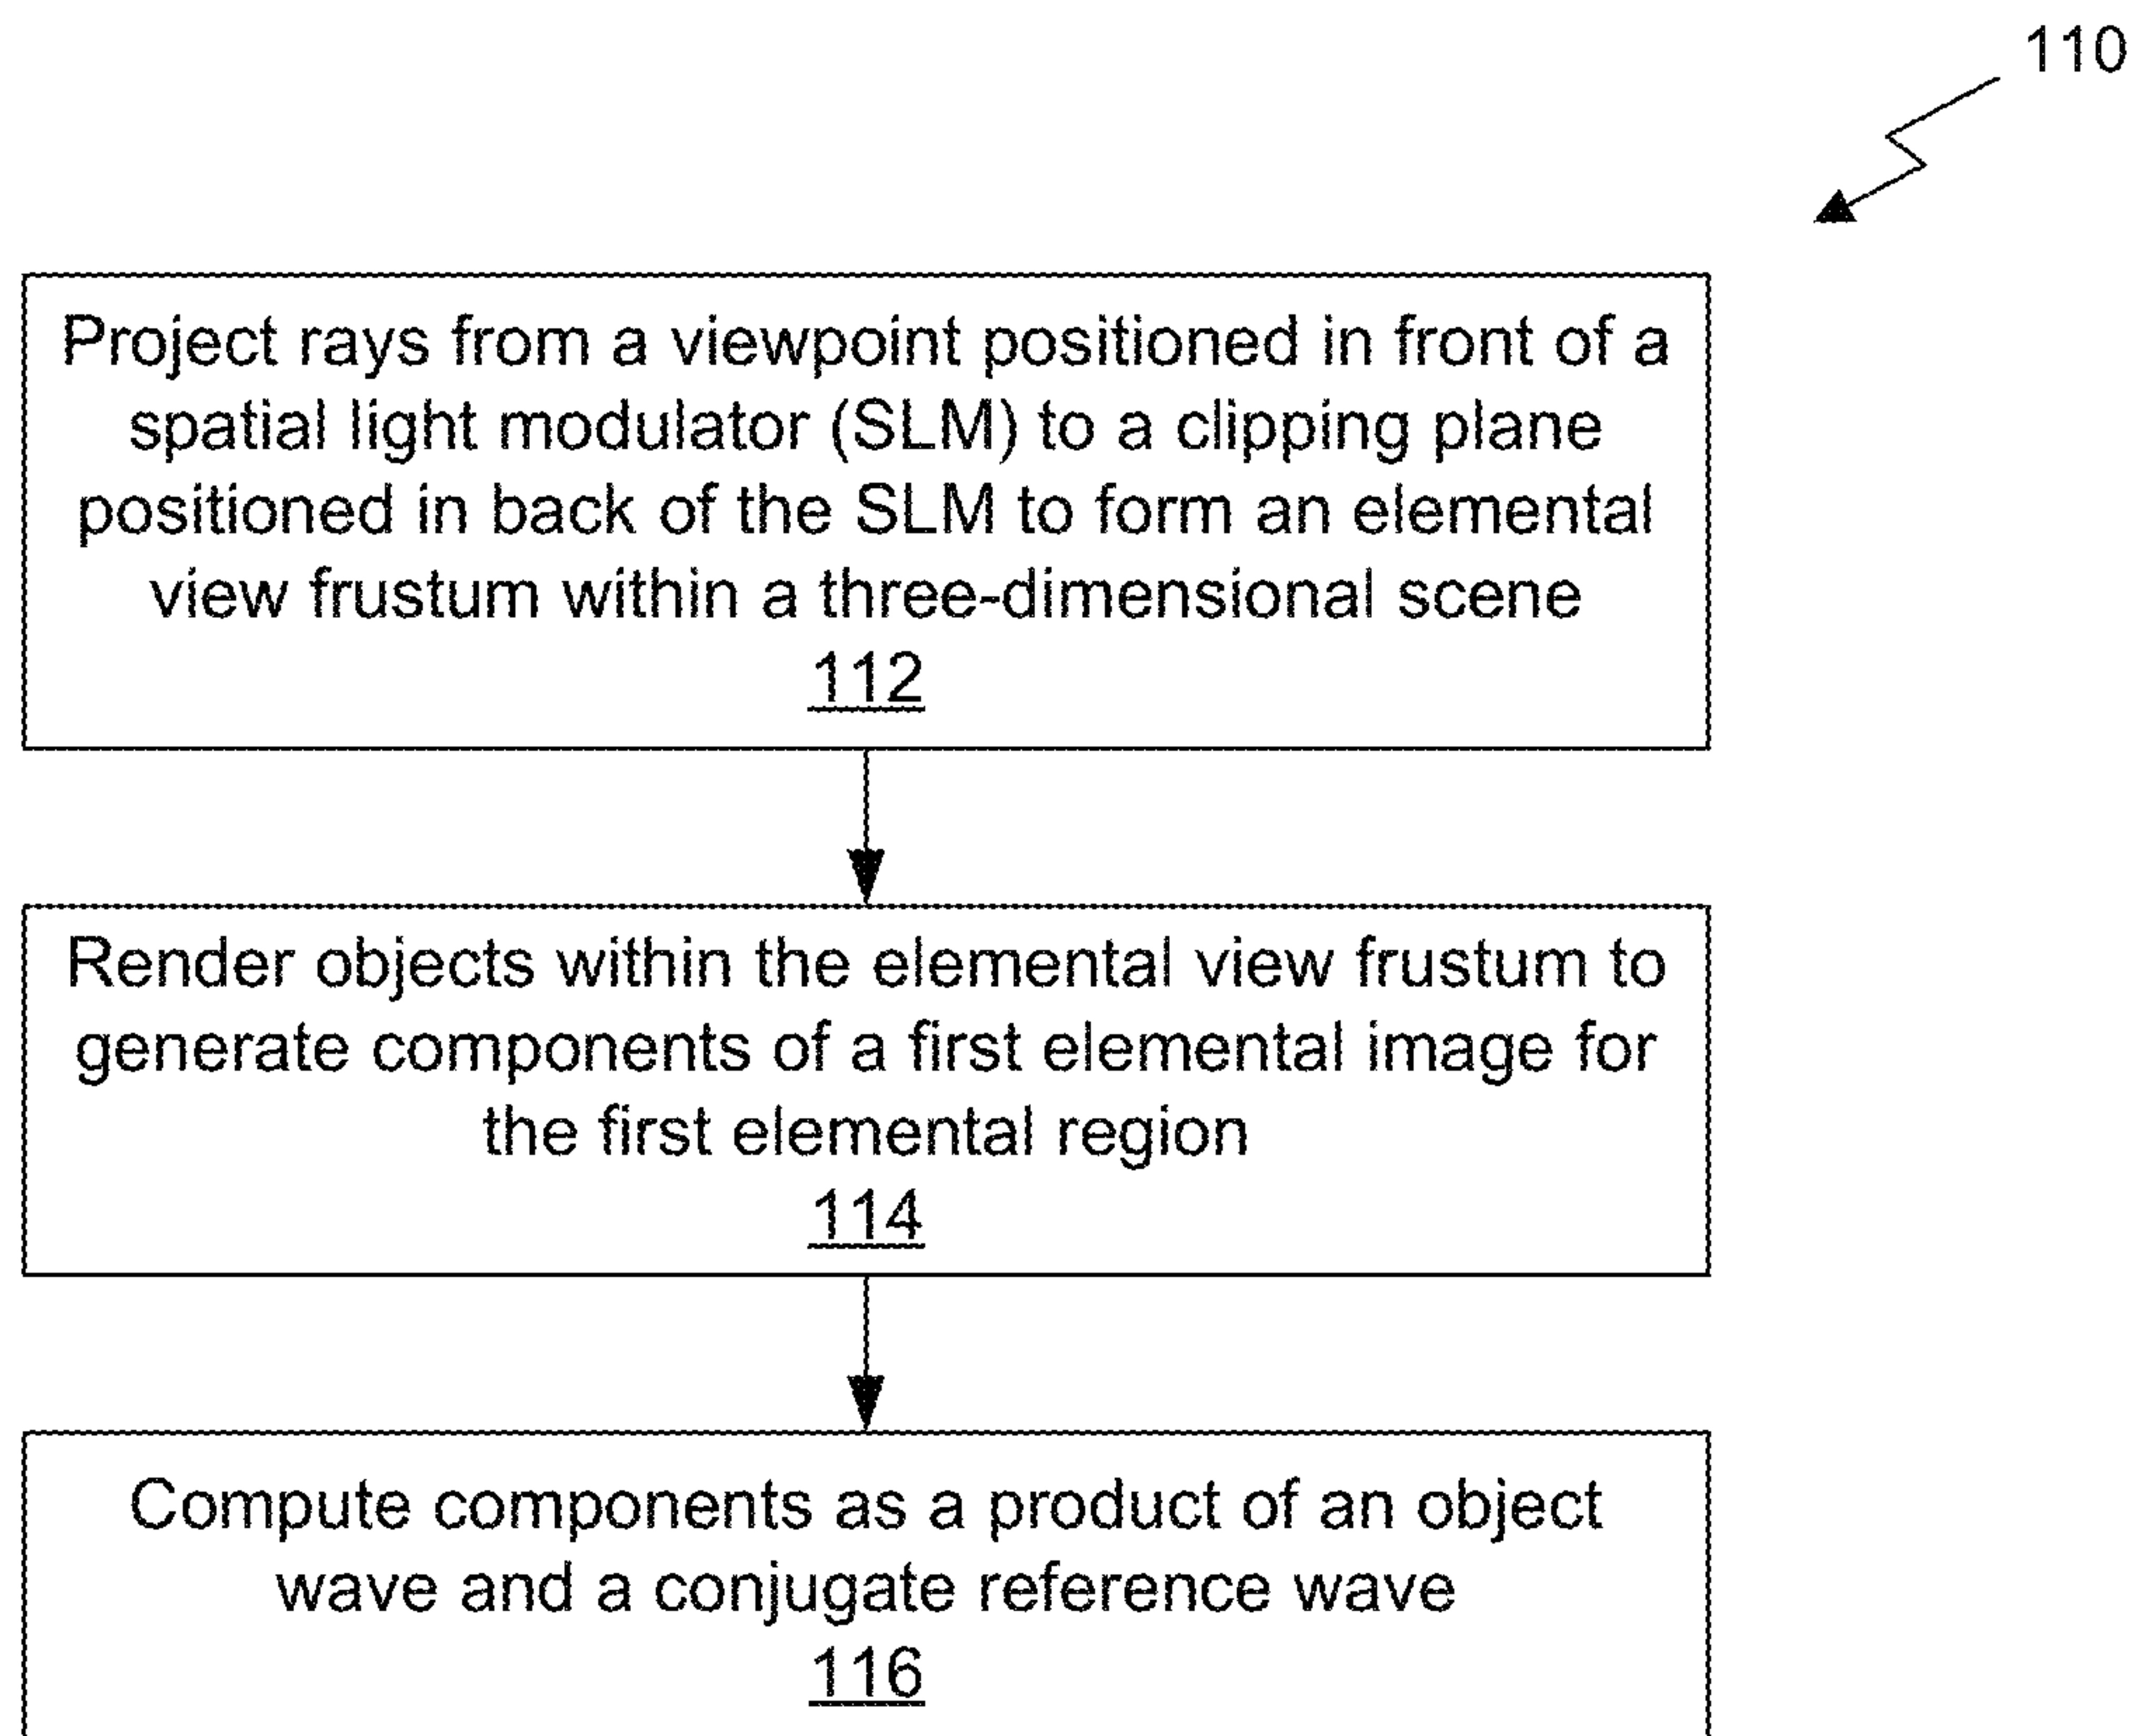 110
Project rays from a viewpoint positioned in front of a
spatial light modulator (SLM) to a clipping plane
positioned in back of the SLM to form an elemental
view frustum within a three-dimensional scene
112
Render objects within the elemental view frustum to
generate components of a first elemental image for
the first elemental region
114
Compute components as a product of an object
wave and a conjugate reference wave
116